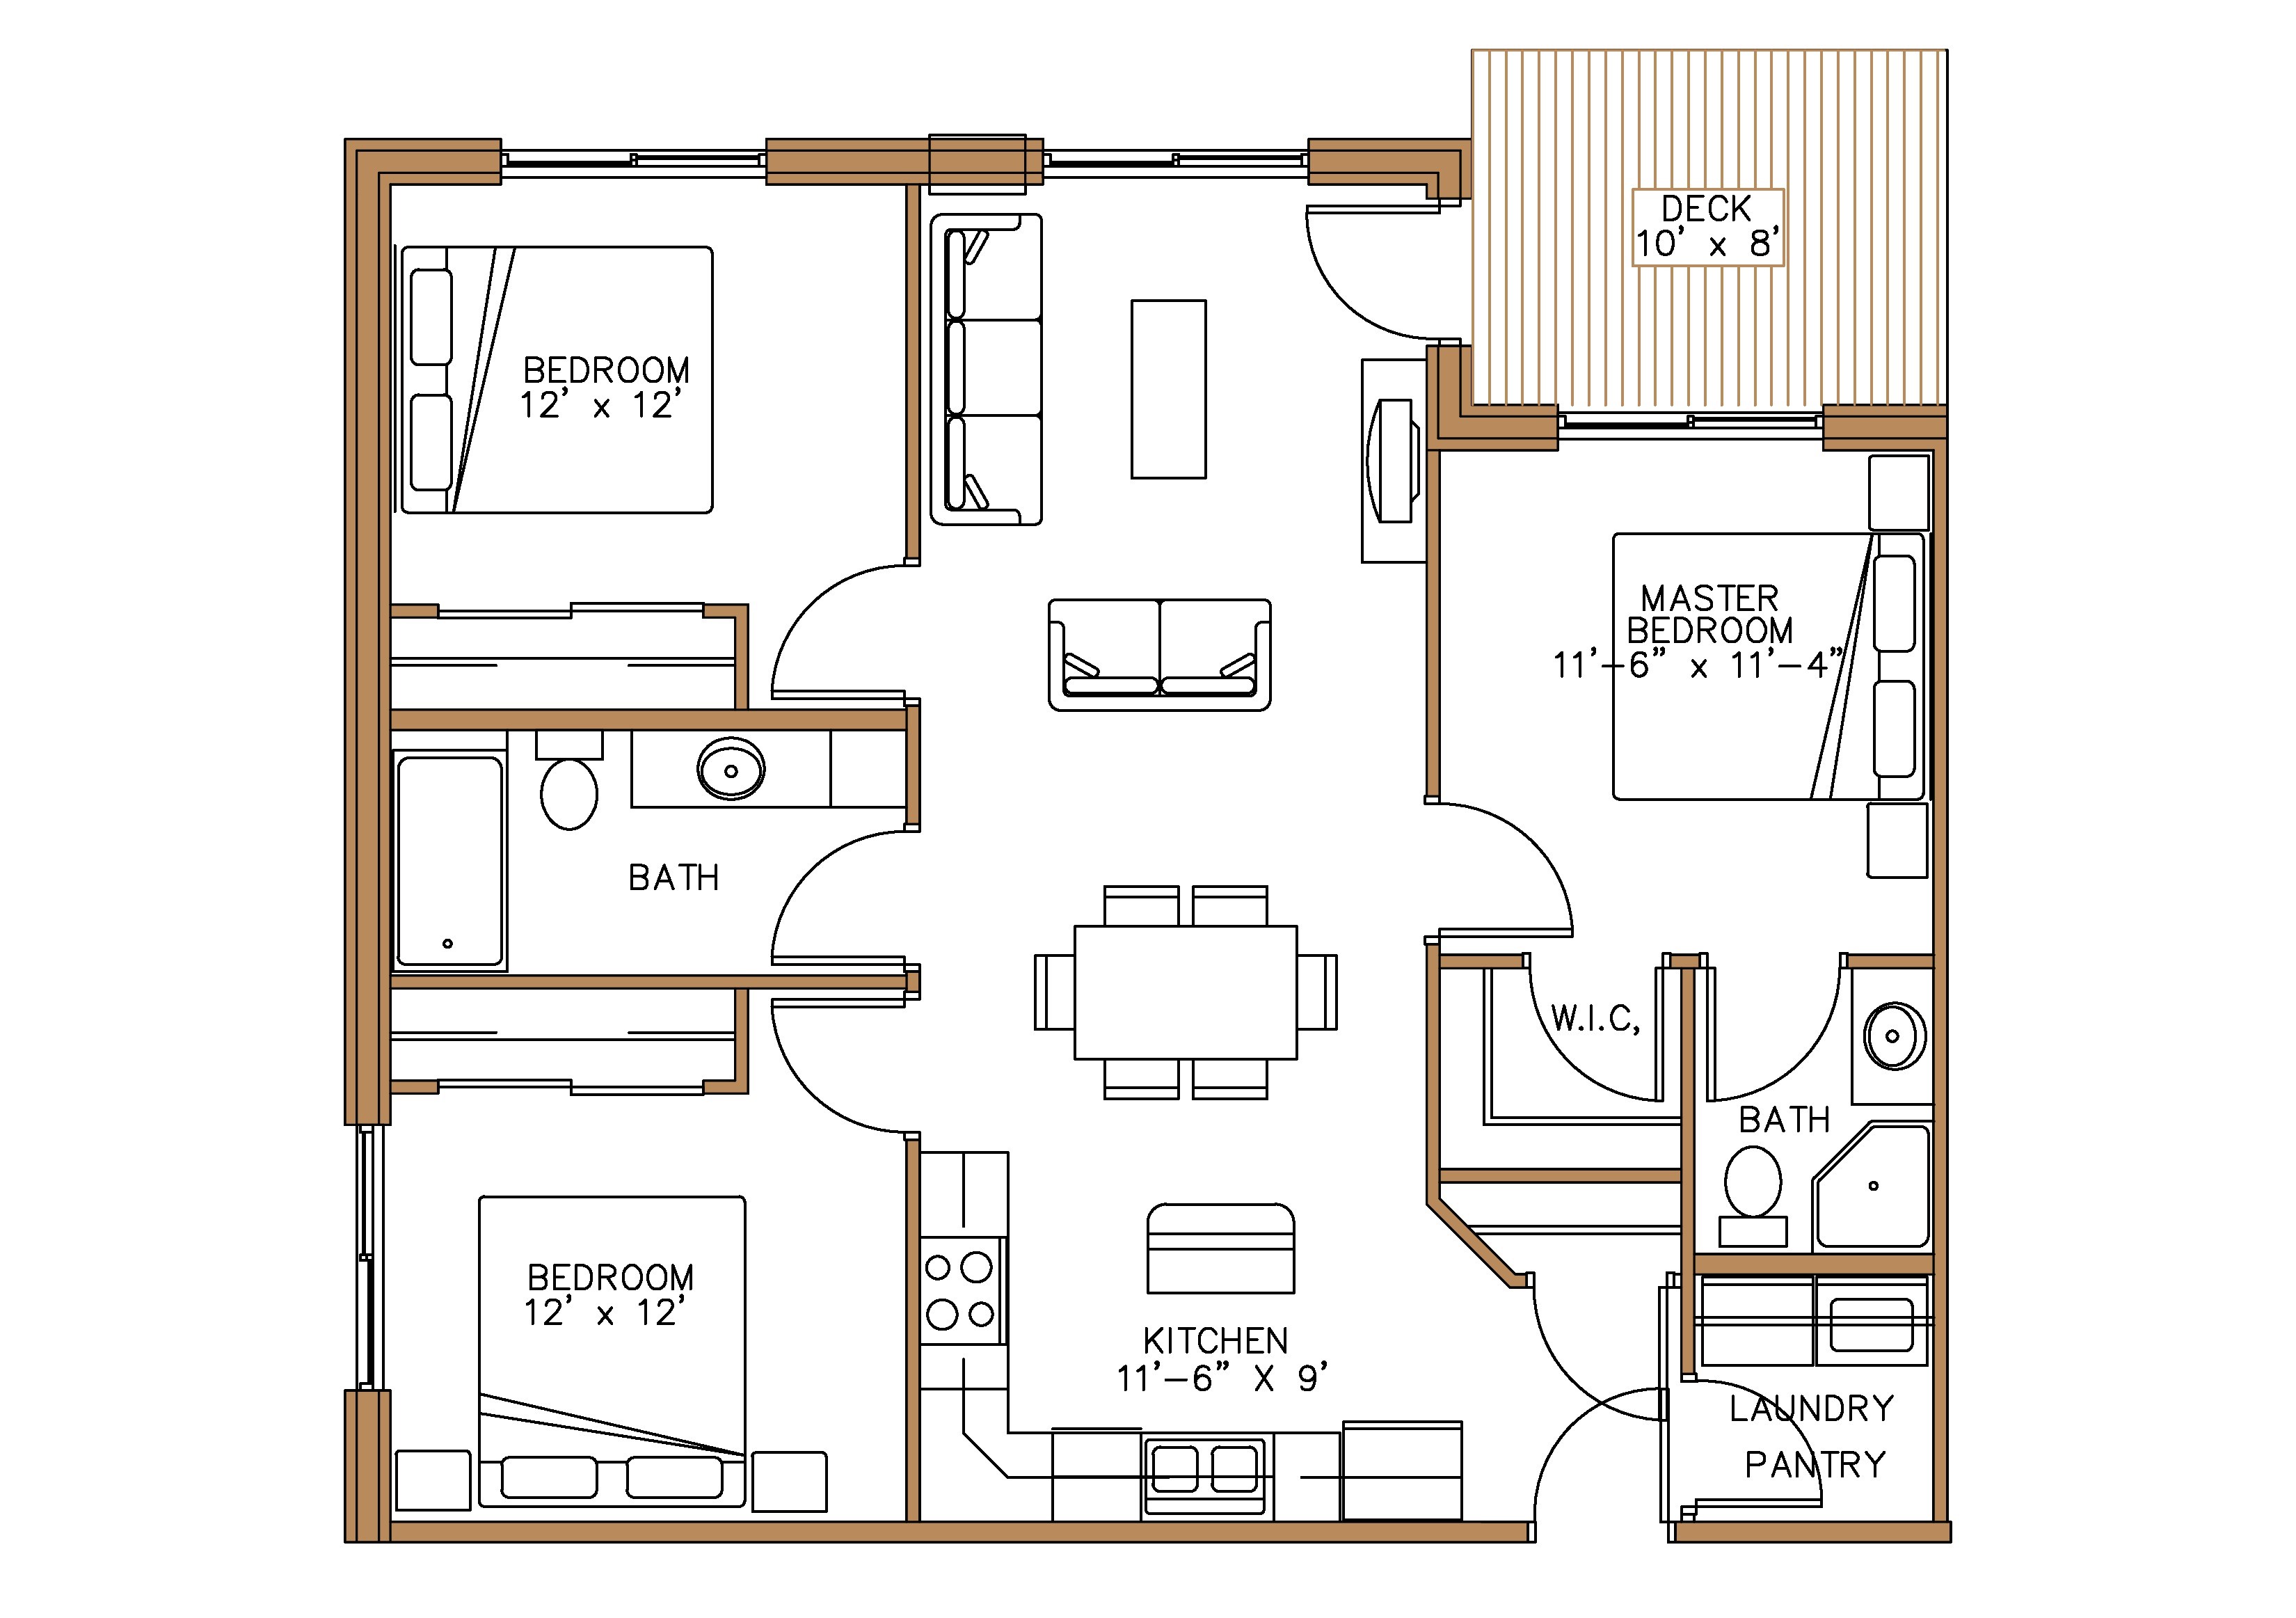 DECK
10' x 8'
BEDROOM
12' x 12'
MASTER
BEDROOM
11'-6" x 11'-4"
BATH
W.I.C,
BATH
BEDROOM
12' x 12'
KITCHEN
11'-6" X 9'
LAUNDRY
PANTRY